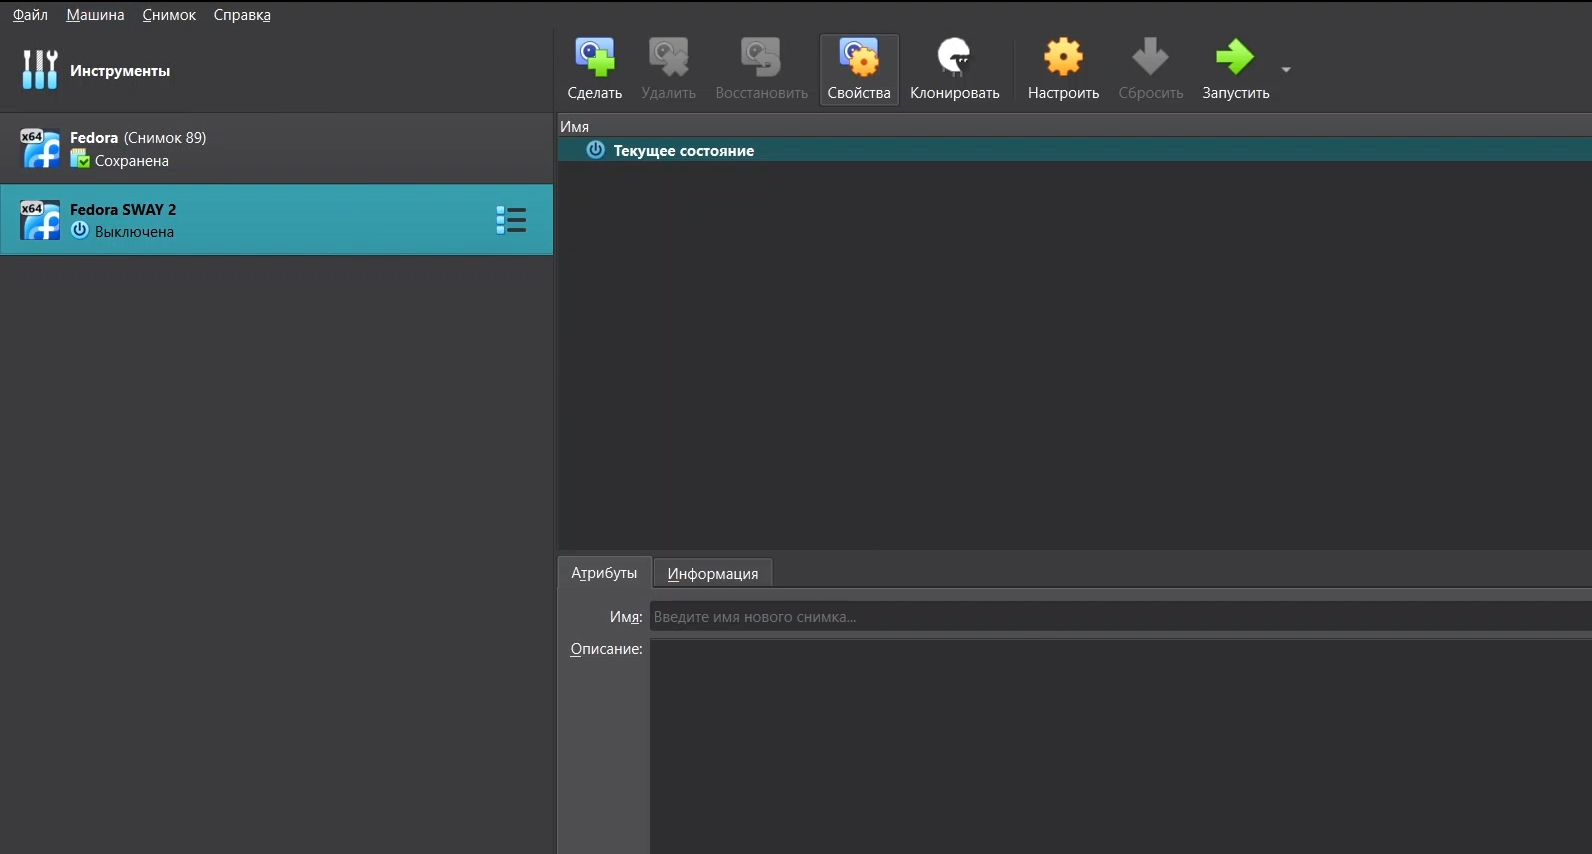 Файл Машина Снимок Справка
Инструменты
x64 Fedora (Снимок 89)
Сохранена
x64 Fedora SWAY 2
Выключена
Сделать Удалить Восстановить Свойства Клонировать Настроить Сбросить Запустить
Имя
Текущее состояние
Атрибуты Информация
Имя: Введите имя нового снимка...
Описание: